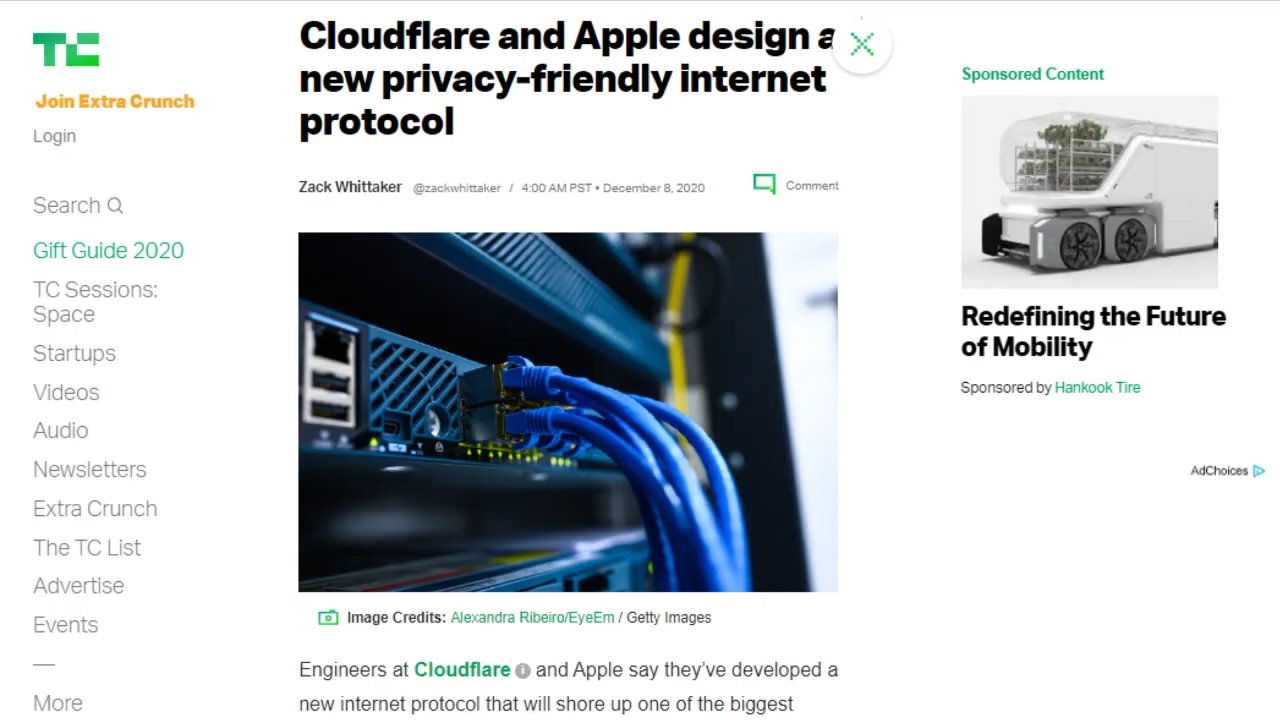 TC
Join Extra Crunch
Login
Search
Gift Guide 2020
TC Sessions:
Space
Startups
Videos
Audio
Newsletters
Extra Crunch
The TC List
Advertise
Events
—
More
Cloudflare and Apple design a
new privacy-friendly internet
protocol
Zack Whittaker @zackwhittaker / 4:00 AM PST • December 8, 2020
Comment
Image Credits: Alexandra Ribeiro/EyeEm / Getty Images
Engineers at Cloudflare and Apple say they’ve developed a
new internet protocol that will shore up one of the biggest
Sponsored Content
Redefining the Future
of Mobility
Sponsored by Hankook Tire
AdChoices